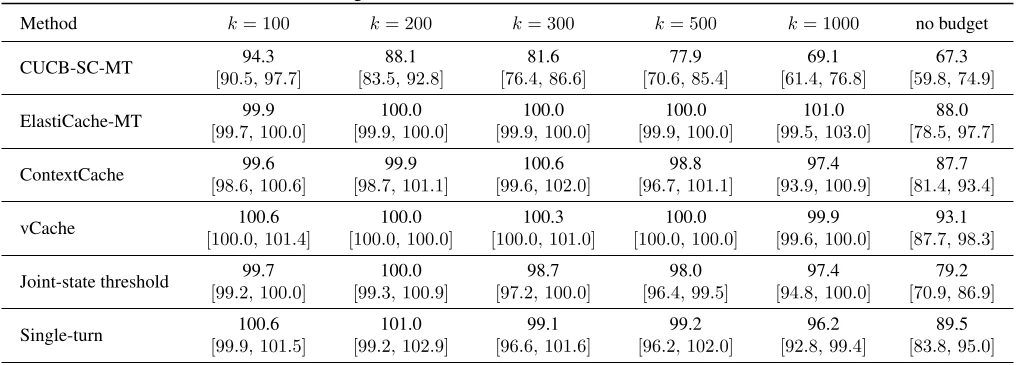 Method k = 100 k = 200 k = 300 k = 500 k = 1000 no budget
CUCB-SC-MT 94.3 88.1 81.6 77.9 69.1 67.3
[90.5, 97.7] [83.5, 92.8] [76.4, 86.6] [70.6, 85.4] [61.4, 76.8] [59.8, 74.9]
ElastiCache-MT 99.9 100.0 100.0 100.0 101.0 88.0
[99.7, 100.0] [99.9, 100.0] [99.9, 100.0] [99.9, 100.0] [99.5, 103.0] [78.5, 97.7]
ContextCache 99.6 99.9 100.6 98.8 97.4 87.7
[98.6, 100.6] [98.7, 101.1] [99.6, 102.0] [96.7, 101.1] [93.9, 100.9] [81.4, 93.4]
vCache 100.6 100.0 100.3 100.0 99.9 93.1
[100.0, 101.4] [100.0, 100.0] [100.0, 101.0] [100.0, 100.0] [99.6, 100.0] [87.7, 98.3]
Joint-state threshold 99.7 100.0 98.7 98.0 97.4 79.2
[99.2, 100.0] [99.3, 100.9] [97.2, 100.0] [96.4, 99.5] [94.8, 100.0] [70.9, 86.9]
Single-turn 100.6 101.0 99.1 99.2 96.2 89.5
[99.9, 101.5] [99.2, 102.9] [96.6, 101.6] [96.2, 102.0] [92.8, 99.4] [83.8, 95.0]